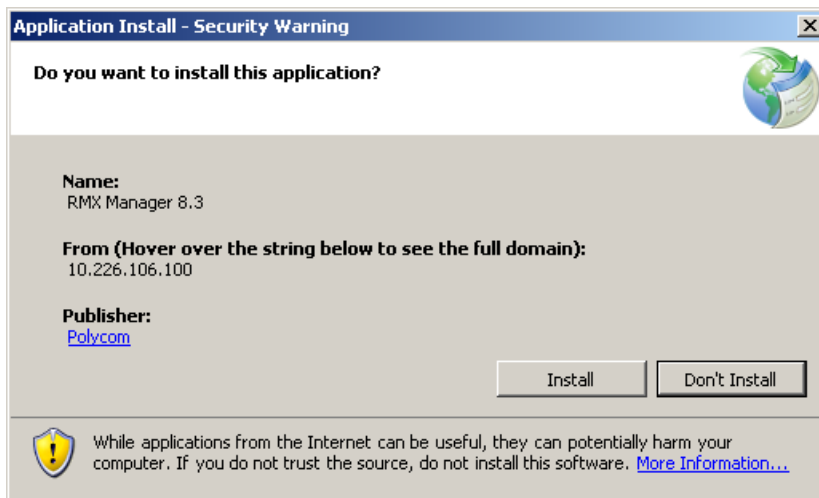 Application Install - Security Warning
Do you want to install this application?
Name:
RMX Manager 8.3
From (Hover over the string below to see the full domain):
10.226.106.100
Publisher:
Polycom
Install
Don't Install
While applications from the Internet can be useful, they can potentially harm your
computer. If you do not trust the source, do not install this software. More Information...